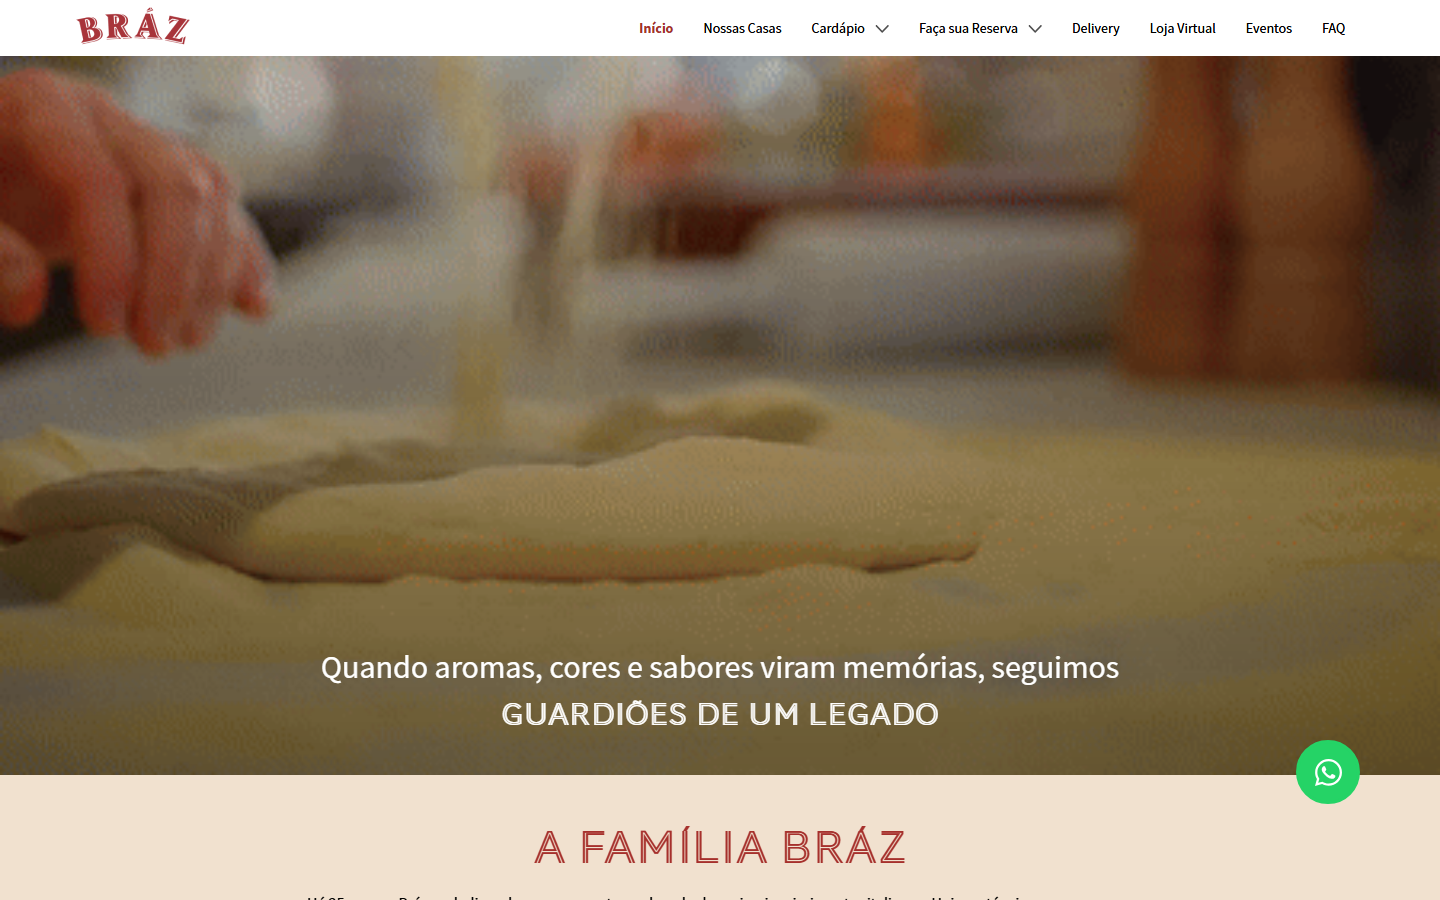 BRÁZ
Início Nossas Casas Cardápio Faça sua Reserva Delivery Loja Virtual Eventos FAQ
Quando aromas, cores e sabores viram memórias, seguimos
GUARDIÕES DE UM LEGADO
A FAMÍLIA BRÁZ